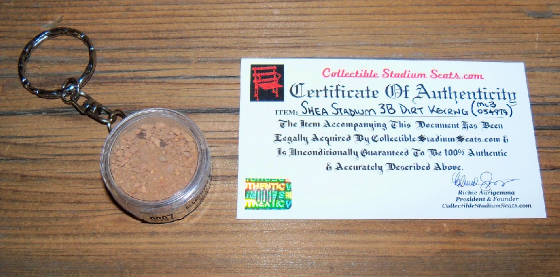 Collectible Stadium Seats.com
Certificate Of Authenticity
ITEM: SHEA STADIUM 3B DIRT KEYRING
The Item Accompanying This Document Has Been
Legally Acquired By CollectibleStadiumSeats.com &
Is Unconditionally Guaranteed To Be 100% Authentic
& Accurately Described Above.
Richie Aurigemma
President & Founder
CollectibleStadiumSeats.com